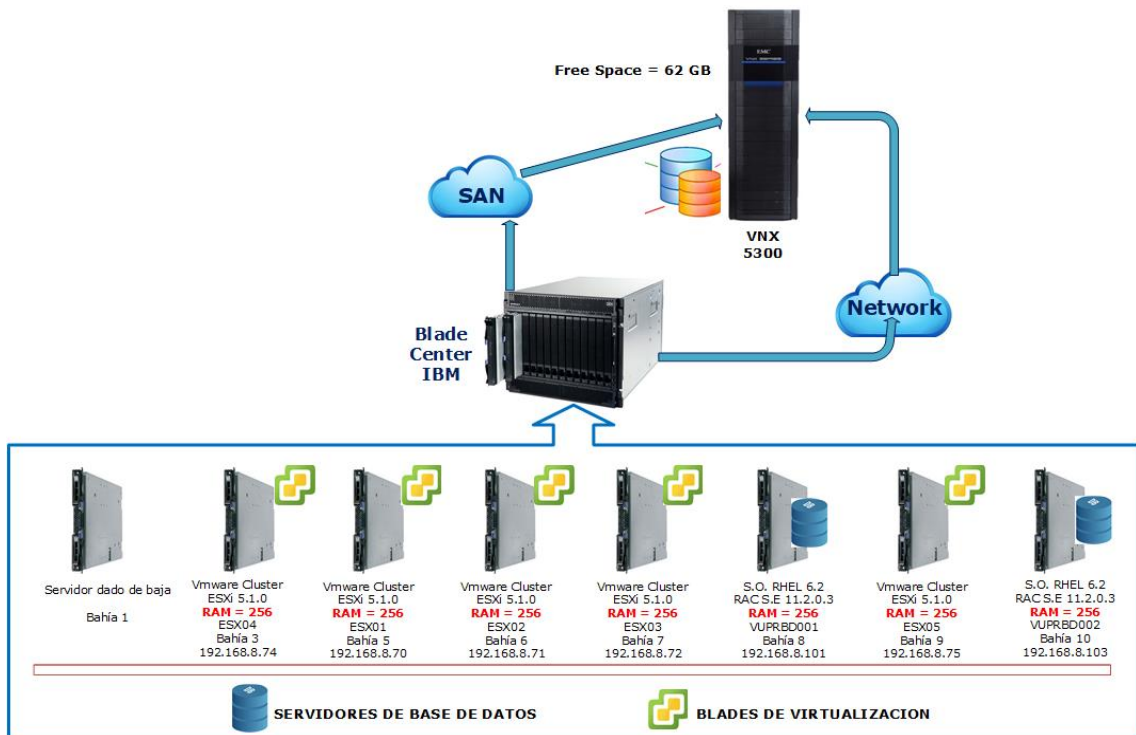 EMC²
Free Space = 62 GB
SAN
VNX
5300
Network
Blade
Center
IBM
Servidor dado de baja
Bahía 1
Vmware Cluster
ESXi 5.1.0
RAM = 256
ESX04
Bahía 3
192.168.8.74
Vmware Cluster
ESXi 5.1.0
RAM = 256
ESX01
Bahía 5
192.168.8.70
Vmware Cluster
ESXi 5.1.0
RAM = 256
ESX02
Bahía 6
192.168.8.71
Vmware Cluster
ESXi 5.1.0
RAM = 256
ESX03
Bahía 7
192.168.8.72
S.O. RHEL 6.2
RAC S.E 11.2.0.3
RAM = 256
VUPRBD001
Bahía 8
192.168.8.101
Vmware Cluster
ESXi 5.1.0
RAM = 256
ESX05
Bahía 9
192.168.8.75
S.O. RHEL 6.2
RAC S.E 11.2.0.3
RAM = 256
VUPRBD002
Bahía 10
192.168.8.103
SERVIDORES DE BASE DE DATOS
BLADES DE VIRTUALIZACION